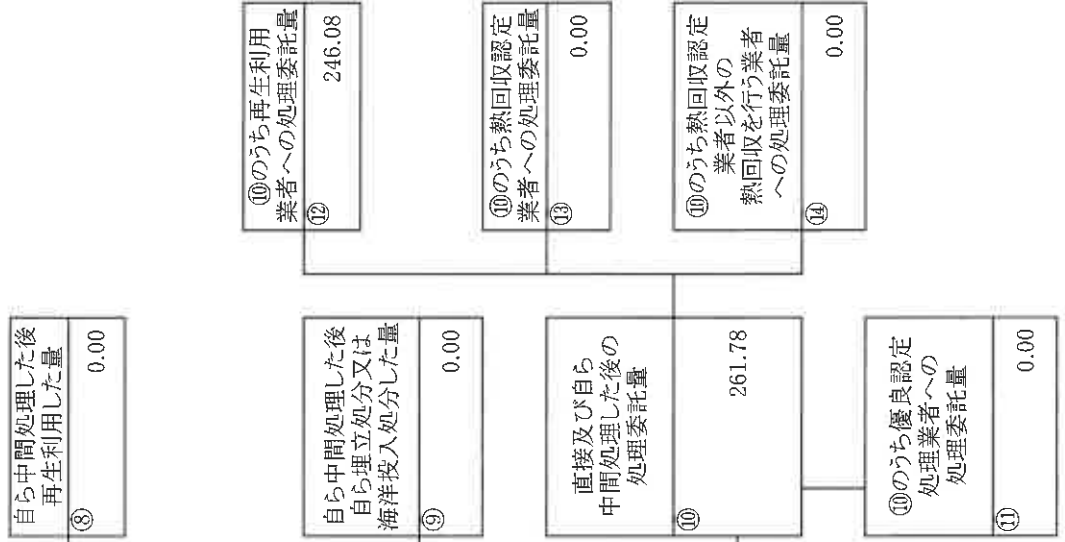 自ら中間処理した後
再生利用した量
⑧
0.00
自ら中間処理した後
自ら埋立処分又は
海洋投入処分した量
⑨
0.00
直接及び自ら
中間処理した後の
処理委託量
⑩
261.78
⑩のうち優良認定
処理業者への
処理委託量
⑪
0.00
⑩のうち再生利用
業者への処理委託量
⑫
246.08
⑩のうち熱回収認定
業者への処理委託量
⑬
0.00
⑩のうち熱回収認定
業者以外の
熱回収を行う業者
への処理委託量
⑭
0.00